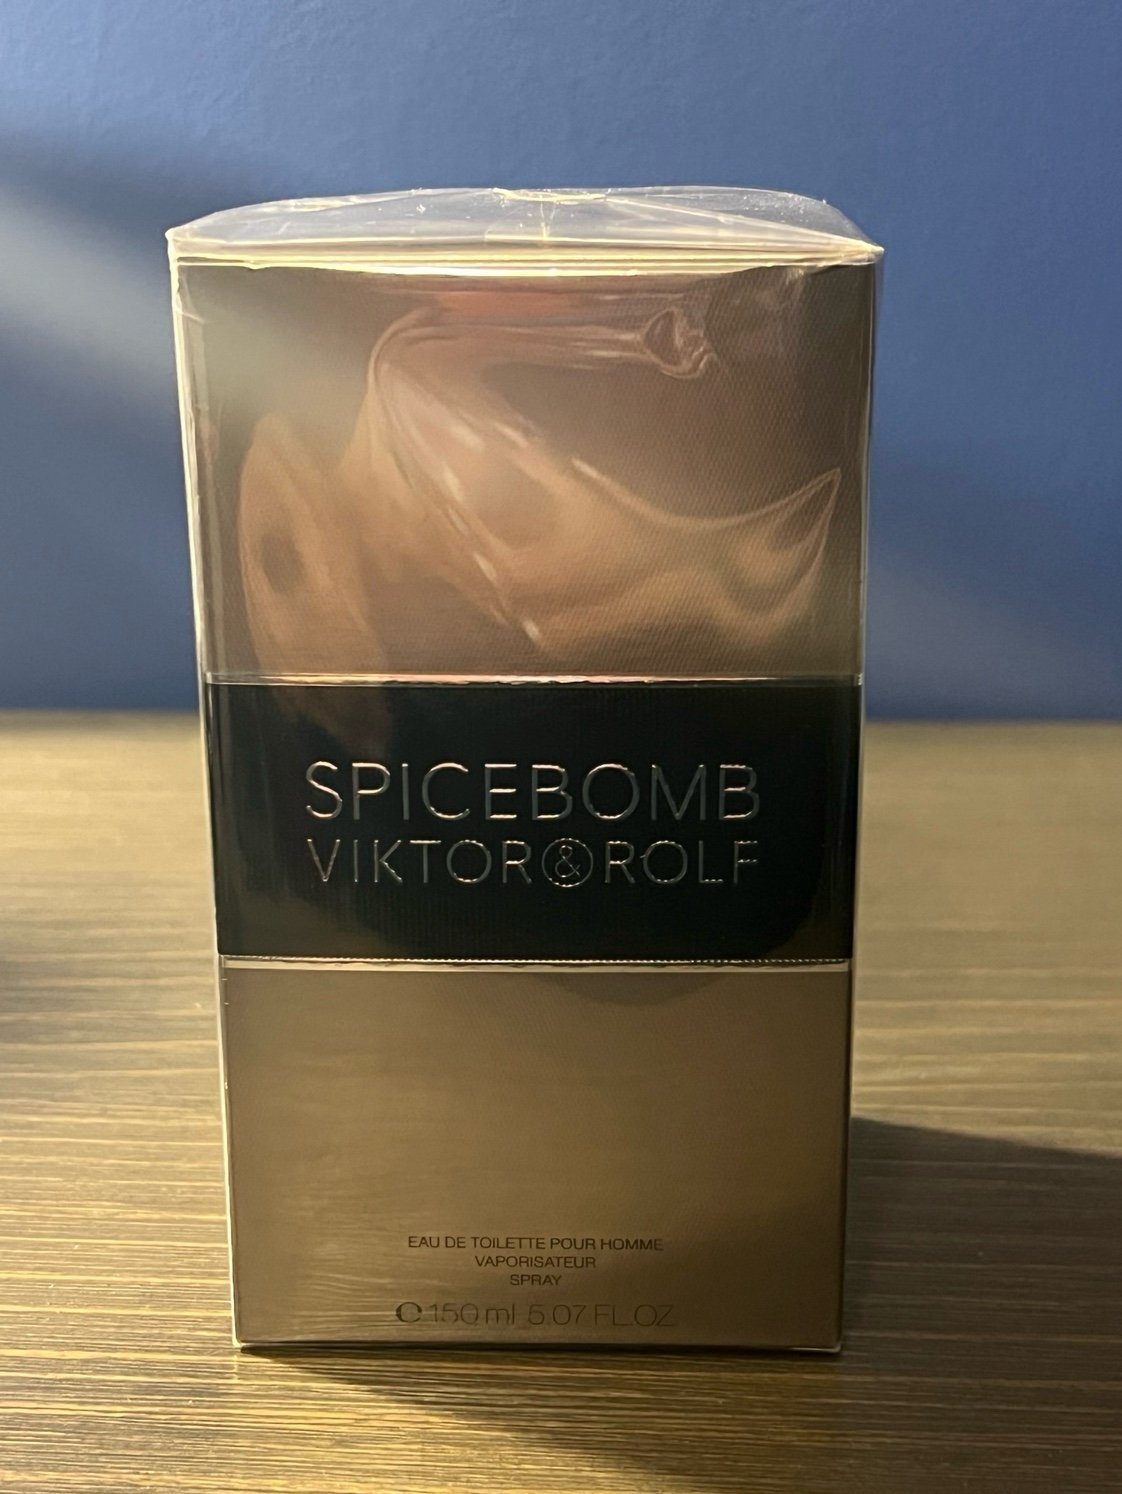 SPICEBOMB
VIKTOR&ROLF
EAU DE TOILETTE POUR HOMME
VAPORISATEUR
SPRAY
℮ 150 ml 5.07 FL.OZ